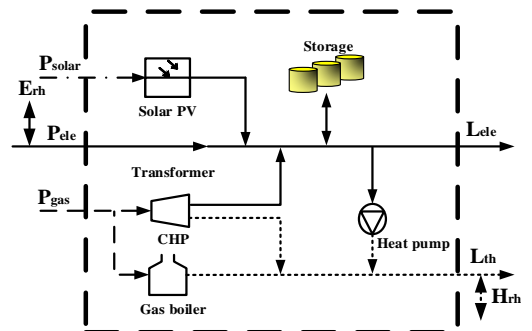 Storage
Psolar
Solar PV
Erh
Pele
Lele
Transformer
Pgas
CHP
Heat pump
Lth
Gas boiler
Hrh